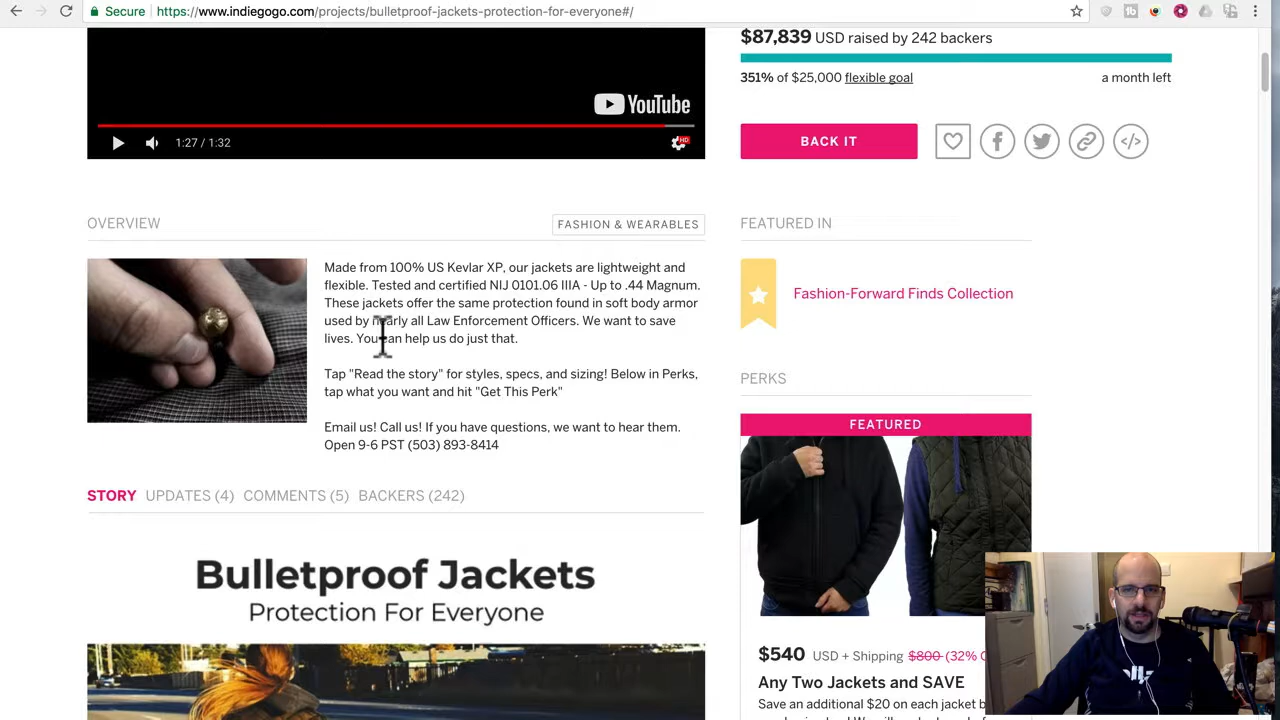 Secure https://www.indiegogo.com/projects/bulletproof-jackets-protection-for-everyone#/
$87,839 USD raised by 242 backers
351% of $25,000 flexible goal
a month left
YouTube
1:27 / 1:32
HD
BACK IT
OVERVIEW
FASHION & WEARABLES
Made from 100% US Kevlar XP, our jackets are lightweight and
flexible. Tested and certified NIJ 0101.06 IIIA - Up to .44 Magnum.
These jackets offer the same protection found in soft body armor
used by nearly all Law Enforcement Officers. We want to save
lives. You can help us do just that.
Tap "Read the story" for styles, specs, and sizing! Below in Perks,
tap what you want and hit "Get This Perk"
Email us! Call us! If you have questions, we want to hear them.
Open 9-6 PST (503) 893-8414
FEATURED IN
Fashion-Forward Finds Collection
PERKS
FEATURED
$540 USD + Shipping $800 (32%
Any Two Jackets and SAVE
Save an additional $20 on each jacket
STORY UPDATES (4) COMMENTS (5) BACKERS (242)
Bulletproof Jackets
Protection For Everyone